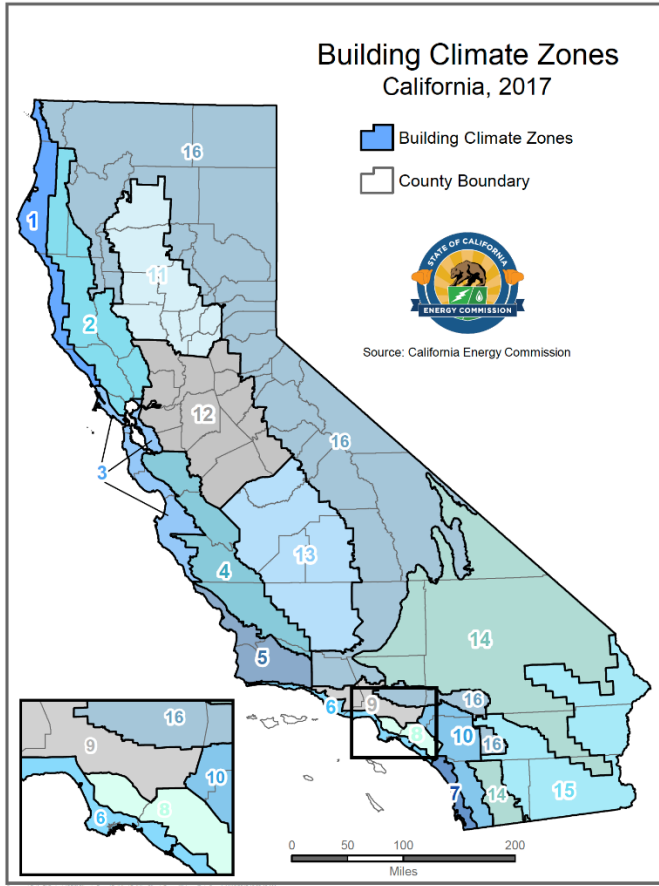 Building Climate Zones
California, 2017
Building Climate Zones
County Boundary
STATE OF CALIFORNIA
ENERGY COMMISSION
Source: California Energy Commission
16
1
11
2
12
16
3
13
4
14
5
6
9
16
8
10
16
7
14
15
16
9
10
6
8
0 50 100 200
Miles